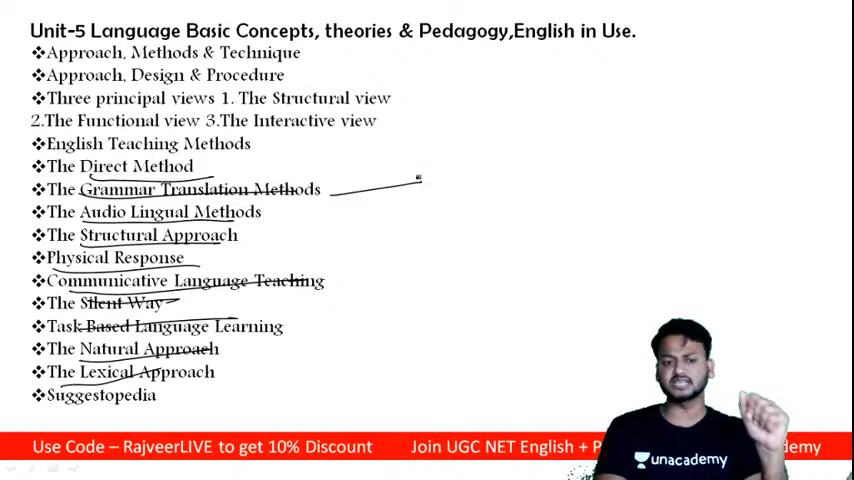 Unit-5 Language Basic Concepts, theories & Pedagogy,English in Use.
❖Approach, Methods & Technique
❖Approach, Design & Procedure
❖Three principal views 1. The Structural view
2.The Functional view 3.The Interactive view
❖English Teaching Methods
❖The Direct Method
❖The Grammar Translation Methods
❖The Audio Lingual Methods
❖The Structural Approach
❖Physical Response
❖Communicative Language Teaching
❖The Silent Way
❖Task Based Language Learning
❖The Natural Approach
❖The Lexical Approach
❖Suggestopedia
Use Code – RajveerLIVE to get 10% Discount
Join UGC NET English + P
unacademy